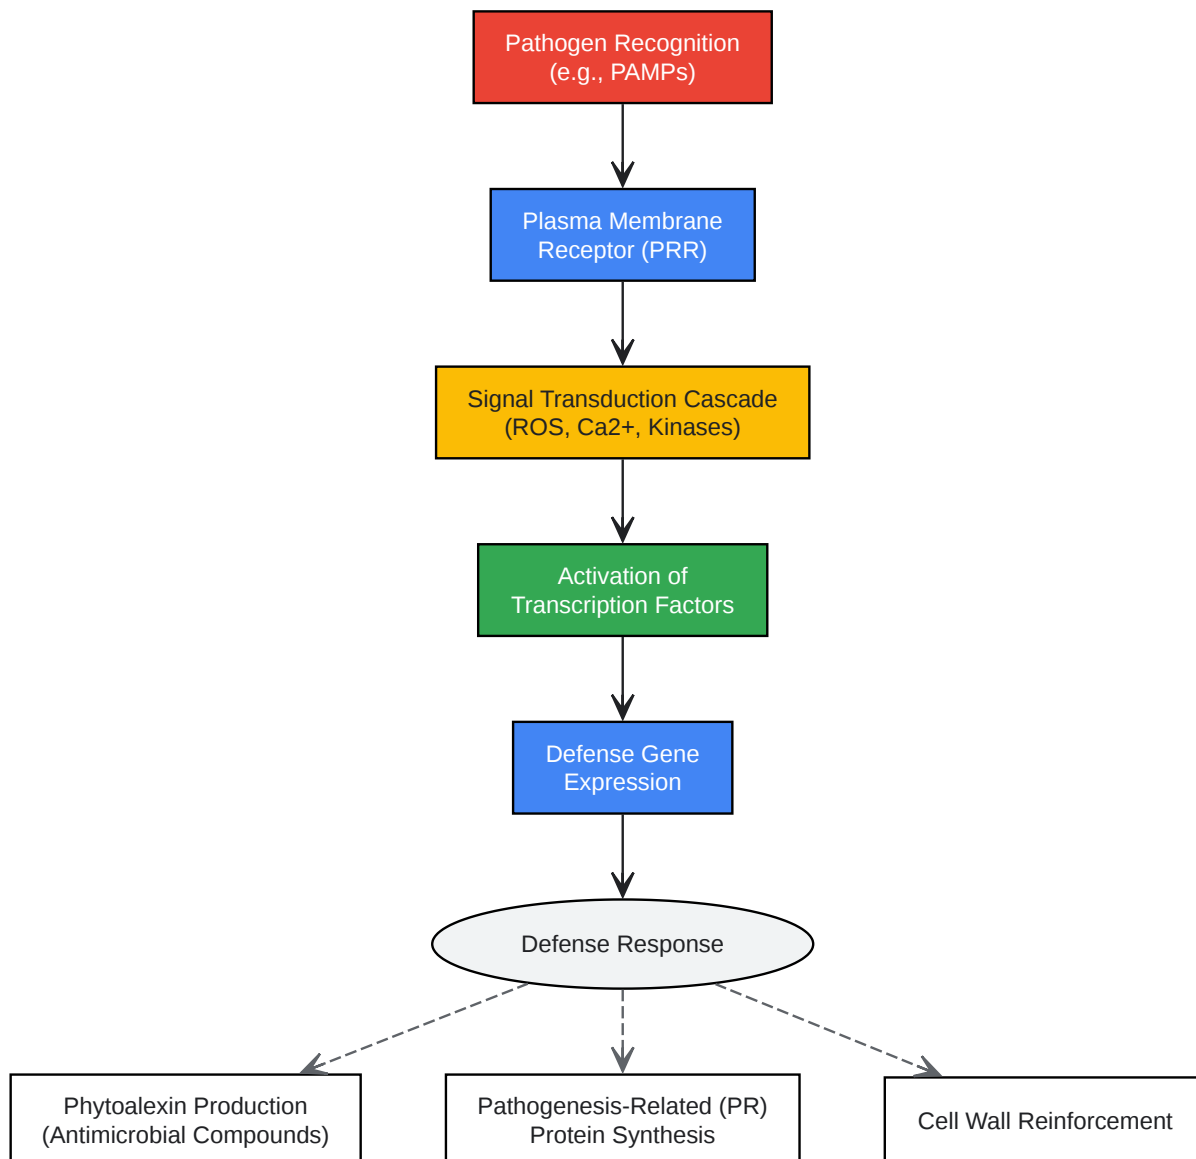 Pathogen Recognition
(e.g., PAMPs)
Plasma Membrane
Receptor (PRR)
Signal Transduction Cascade
(ROS, Ca2+, Kinases)
Activation of
Transcription Factors
Defense Gene
Expression
Defense Response
Phytoalexin Production
(Antimicrobial Compounds)
Pathogenesis-Related (PR)
Protein Synthesis
Cell Wall Reinforcement